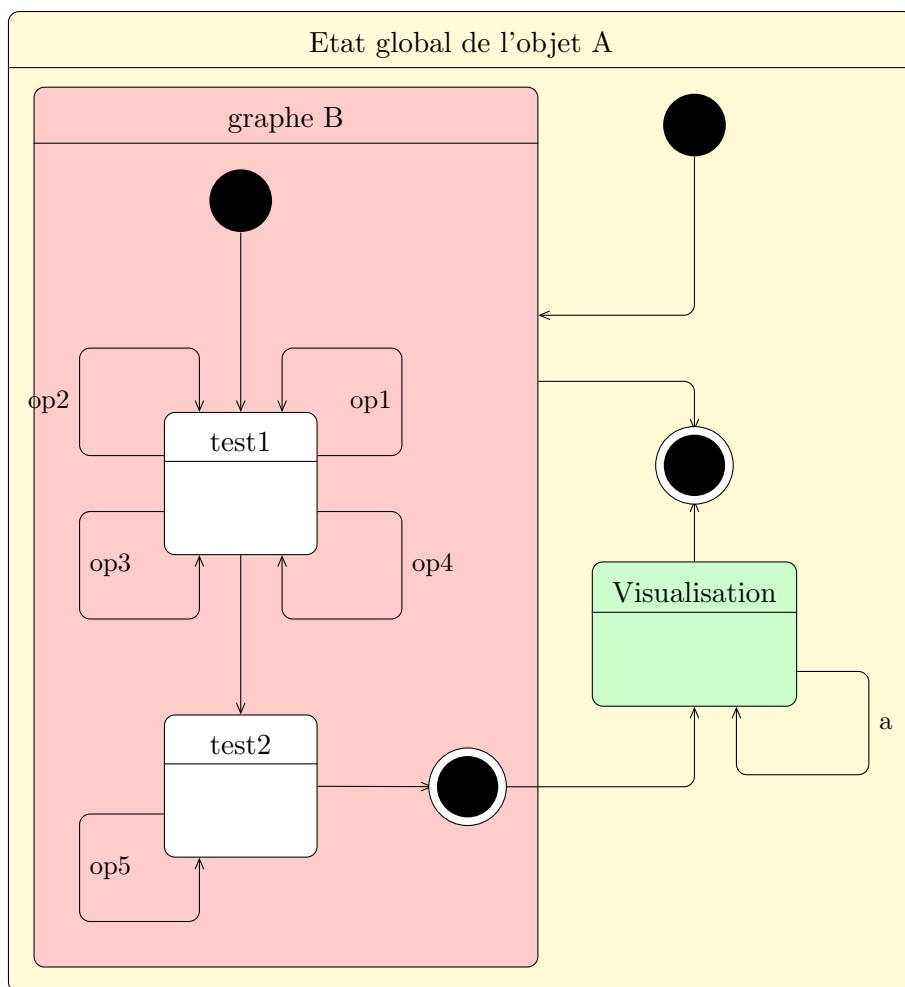 Etat global de l'objet A
graphe B
op2
op1
test1
op3
op4
Visualisation
a
test2
op5